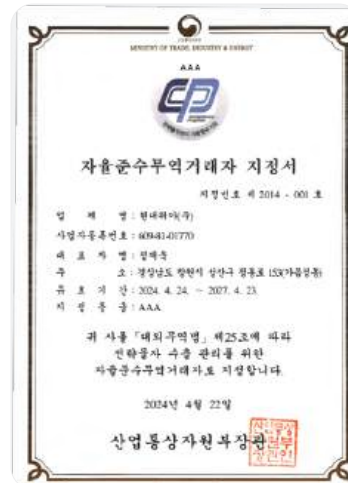 MINISTRY OF TRADE, INDUSTRY & ENERGY
AAA
CP
자율준수무역거래자 지정서
지정번호 제 2014 - 001 호
업 체 명 : 현대위아(주)
사업자등록번호 : 609-81-01770
대 표 자 명 : 정재욱
주 소 : 경상남도 창원시 성산구 정동로 153(가음정동)
유 효 기 간 : 2024. 4. 24. ~ 2027. 4. 23.
지 정 등 급 : AAA
귀 사를 「대외무역법」 제25조에 따라
전략물자 수출 관리를 위한
자율준수무역거래자로 지정합니다.
2024년 4월 22일
산업통상자원부장관